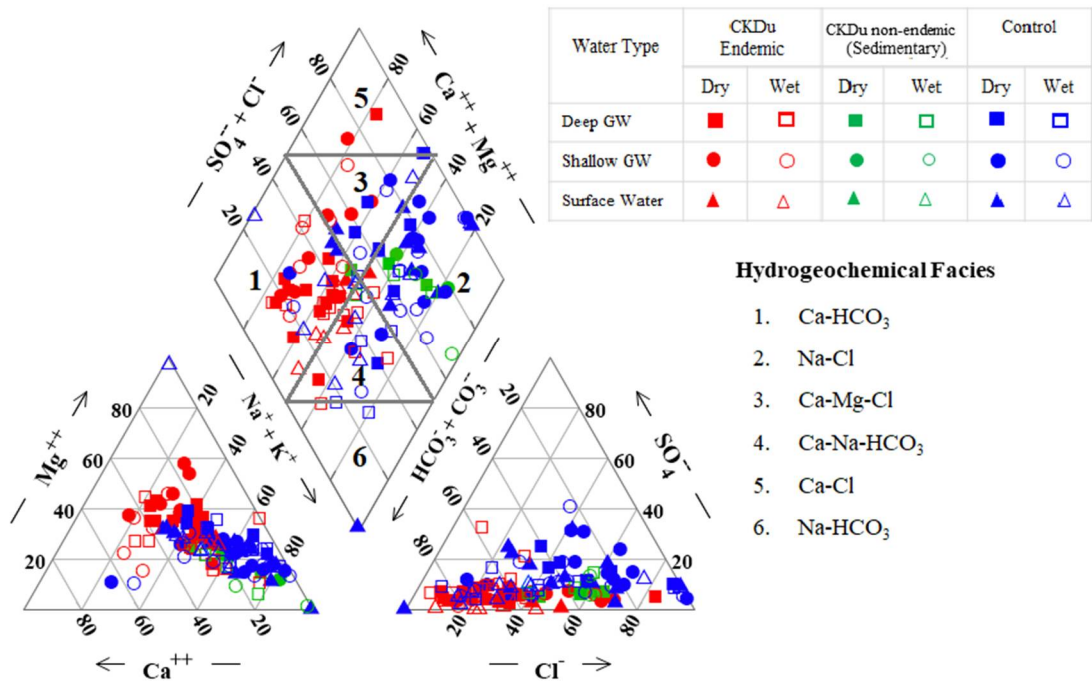 Water Type
CKDu Endemic
CKDu non-endemic (Sedimentary)
Control
Dry
Wet
Dry
Wet
Dry
Wet
Deep GW
Shallow GW
Surface Water
Hydrogeochemical Facies
1. Ca-HCO₃
2. Na-Cl
3. Ca-Mg-Cl
4. Ca-Na-HCO₃
5. Ca-Cl
6. Na-HCO₃
SO₄⁻⁻ + Cl⁻
Ca⁺⁺ + Mg⁺⁺
80
60
40
20
80
60
40
20
5
3
1
2
4
6
Na⁺ + K⁺
HCO₃⁻ + CO₃⁻
Mg⁺⁺
80
60
40
20
20
40
60
80
80
60
40
20
Ca⁺⁺
SO₄⁻
80
60
40
20
20
40
60
80
Cl⁻